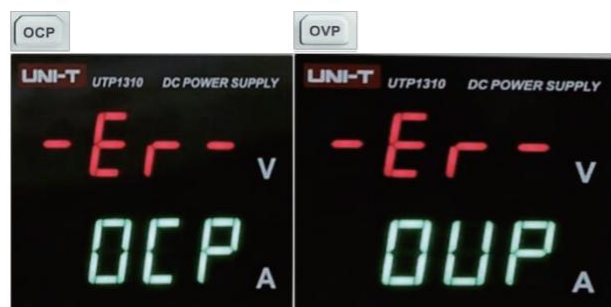 OCP
UNI-T UTP1310 DC POWER SUPPLY
-Er- V
OCP A
OVP
UNI-T UTP1310 DC POWER SUPPLY
-Er- V
OUP A